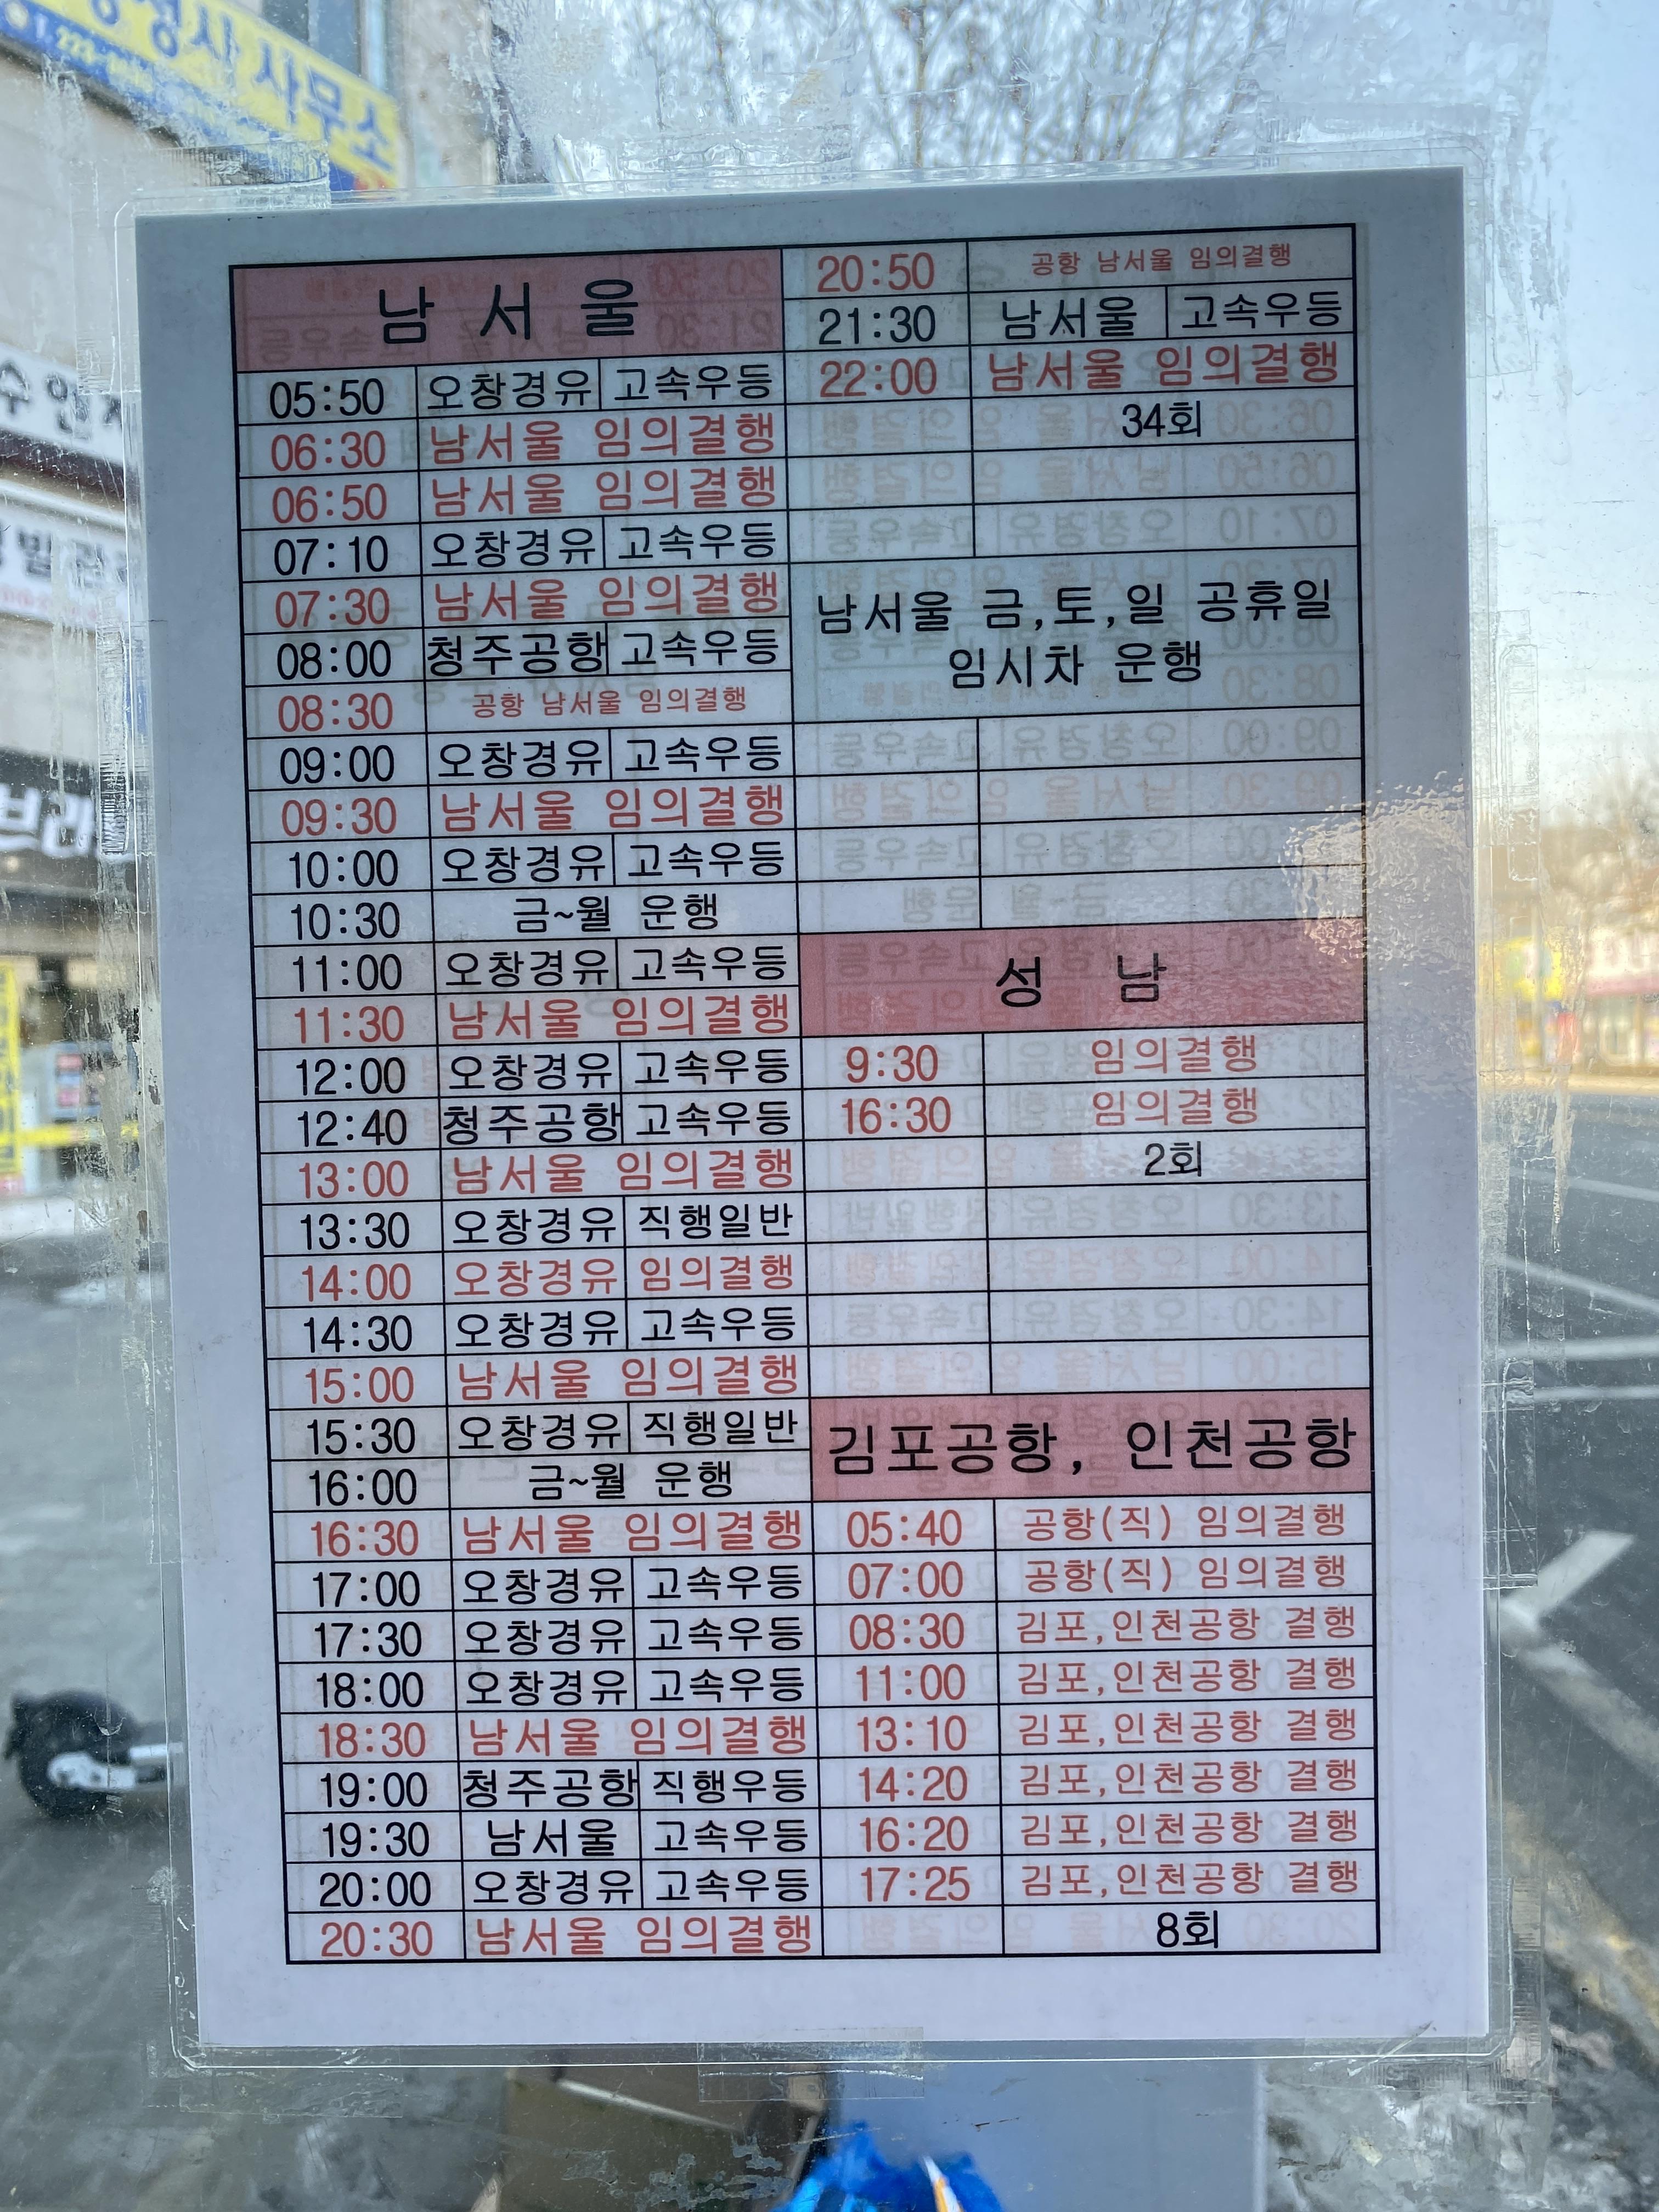 사무소
남 서 울
05:50 오창경유 고속우등
06:30 남서울 임의결행
06:50 남서울 임의결행
07:10 오창경유 고속우등
07:30 남서울 임의결행
08:00 청주공항 고속우등
08:30 공항 남서울 임의결행
09:00 오창경유 고속우등
09:30 남서울 임의결행
10:00 오창경유 고속우등
10:30 금~월 운행
11:00 오창경유 고속우등
11:30 남서울 임의결행
12:00 오창경유 고속우등
12:40 청주공항 고속우등
13:00 남서울 임의결행
13:30 오창경유 직행일반
14:00 오창경유 임의결행
14:30 오창경유 고속우등
15:00 남서울 임의결행
15:30 오창경유 직행일반
16:00 금~월 운행
16:30 남서울 임의결행
17:00 오창경유 고속우등
17:30 오창경유 고속우등
18:00 오창경유 고속우등
18:30 남서울 임의결행
19:00 청주공항 직행우등
19:30 남서울 고속우등
20:00 오창경유 고속우등
20:30 남서울 임의결행
20:50 공항 남서울 임의결행
21:30 남서울 고속우등
22:00 남서울 임의결행
34회
남서울 금,토,일 공휴일
임시차 운행
성 남
9:30 임의결행
16:30 임의결행
2회
김포공항, 인천공항
05:40 공항(직) 임의결행
07:00 공항(직) 임의결행
08:30 김포,인천공항 결행
11:00 김포,인천공항 결행
13:10 김포,인천공항 결행
14:20 김포,인천공항 결행
16:20 김포,인천공항 결행
17:25 김포,인천공항 결행
8회